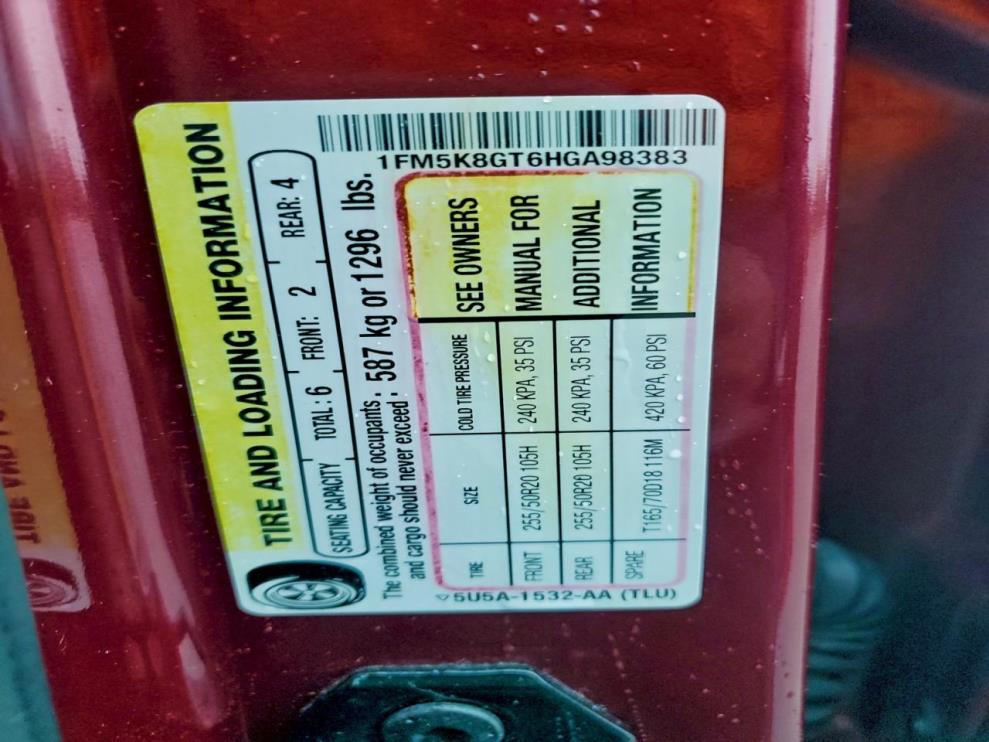 TIRE AND LOADING INFORMATION
SEATING CAPACITY TOTAL : 6 FRONT: 2 REAR: 4
The combined weight of occupants and cargo should never exceed : 587 kg or 1296 lbs.
TIRE SIZE COLD TIRE PRESSURE
FRONT 255/50R20 105H 240 KPA, 35 PSI
REAR 255/50R20 105H 240 KPA, 35 PSI
SPARE T165/70D18 116M 420 KPA, 60 PSI
SEE OWNERS
MANUAL FOR
ADDITIONAL
INFORMATION
1FM5K8GT6HGA98383
5U5A-1532-AA (TLU)